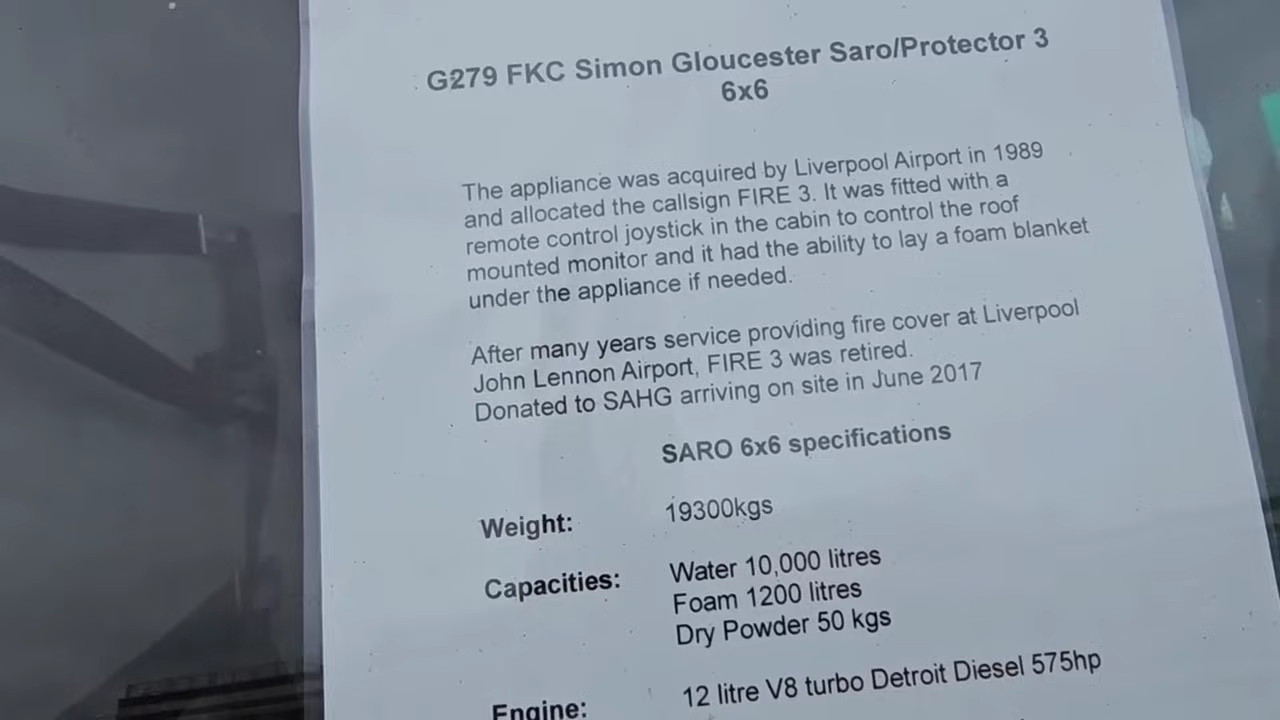 G279 FKC Simon Gloucester Saro/Protector 3
6x6
The appliance was acquired by Liverpool Airport in 1989
and allocated the callsign FIRE 3. It was fitted with a
remote control joystick in the cabin to control the roof
mounted monitor and it had the ability to lay a foam blanket
under the appliance if needed.
After many years service providing fire cover at Liverpool
John Lennon Airport, FIRE 3 was retired.
Donated to SAHG arriving on site in June 2017
SARO 6x6 specifications
Weight: 19300kgs
Capacities: Water 10,000 litres
Foam 1200 litres
Dry Powder 50 kgs
Engine: 12 litre V8 turbo Detroit Diesel 575hp